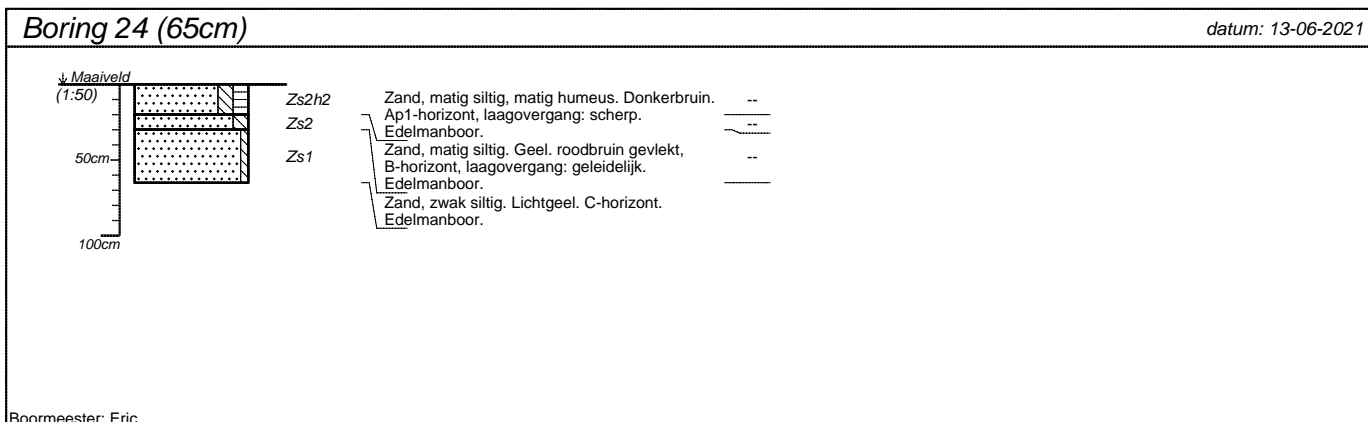 Boring 24 (65cm)
datum: 13-06-2021
Maaiveld
(1:50)
50cm
100cm
Zs2h2
Zs2
Zs1
Zand, matig siltig, matig humeus. Donkerbruin.
Ap1-horizont, laagovergang: scherp.
Edelmanboor.
Zand, matig siltig. Geel. roodbruin gevlekt,
B-horizont, laagovergang: geleidelijk.
Edelmanboor.
Zand, zwak siltig. Lichtgeel. C-horizont.
Edelmanboor.
--
--
--
Boormeester: Eric